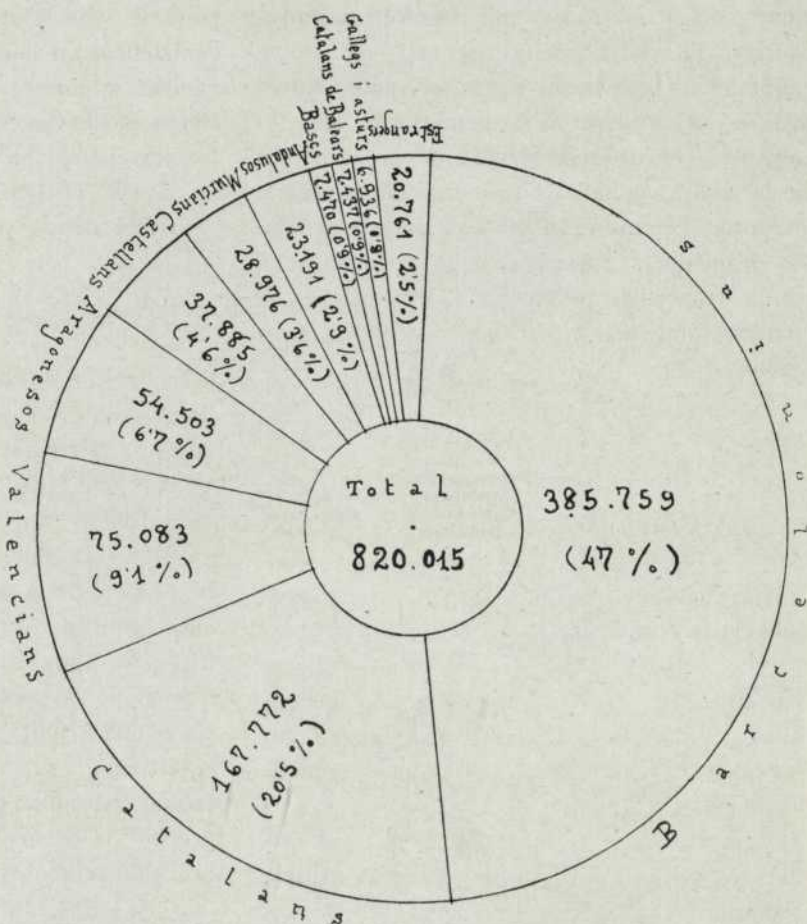 Total
820.015
Barcelonins
385.759
(47 %)
Catalans
167.772
(20'5 %)
Valencians
75.083
(9'1 %)
Aragonesos
54.503
(6'7 %)
Castellans
37.885
(4'6 %)
Murcians
28.976 (3'6 %)
Andalusos
23.191 (2'9 %)
Bascs
7.470 (0'9 %)
Catalans de Balears
7.437 (0'9 %)
Gallegs i asturs
6.936 (0'8 %)
Estrangers
20.761 (2'5 %)